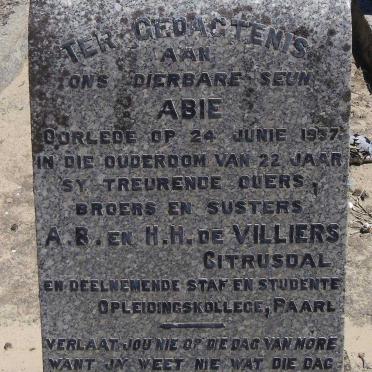 TER GEDAGTENIS
AAN
ONS DIERBARE SEUN
ABIE
OORLEDE OP 24 JUNIE 1957
IN DIE OUDERDOM VAN 22 JAAR
SY TREURENDE OUERS,
BROERS EN SUSTERS
A.B. EN H.H. DE VILLIERS
CITRUSDAL
EN DEELNEMENDE STAF EN STUDENTE
OPLEIDINGSKOLLEGE, PAARL
VERLAAT JOU NIE OP DIE DAG VAN MORE
WANT JY WEET NIE WAT DIE DAG